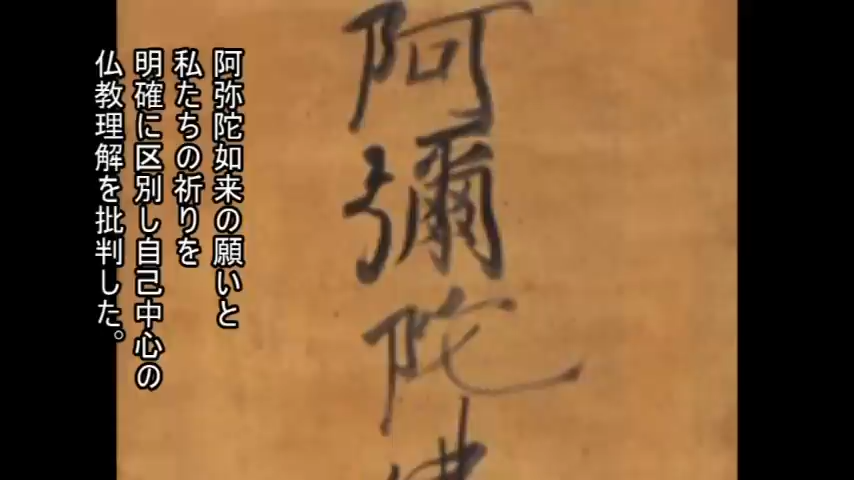 阿彌陀佛
阿弥陀如来の願いと
私たちの祈りを
明確に区別し自己中心の
仏教理解を批判した。